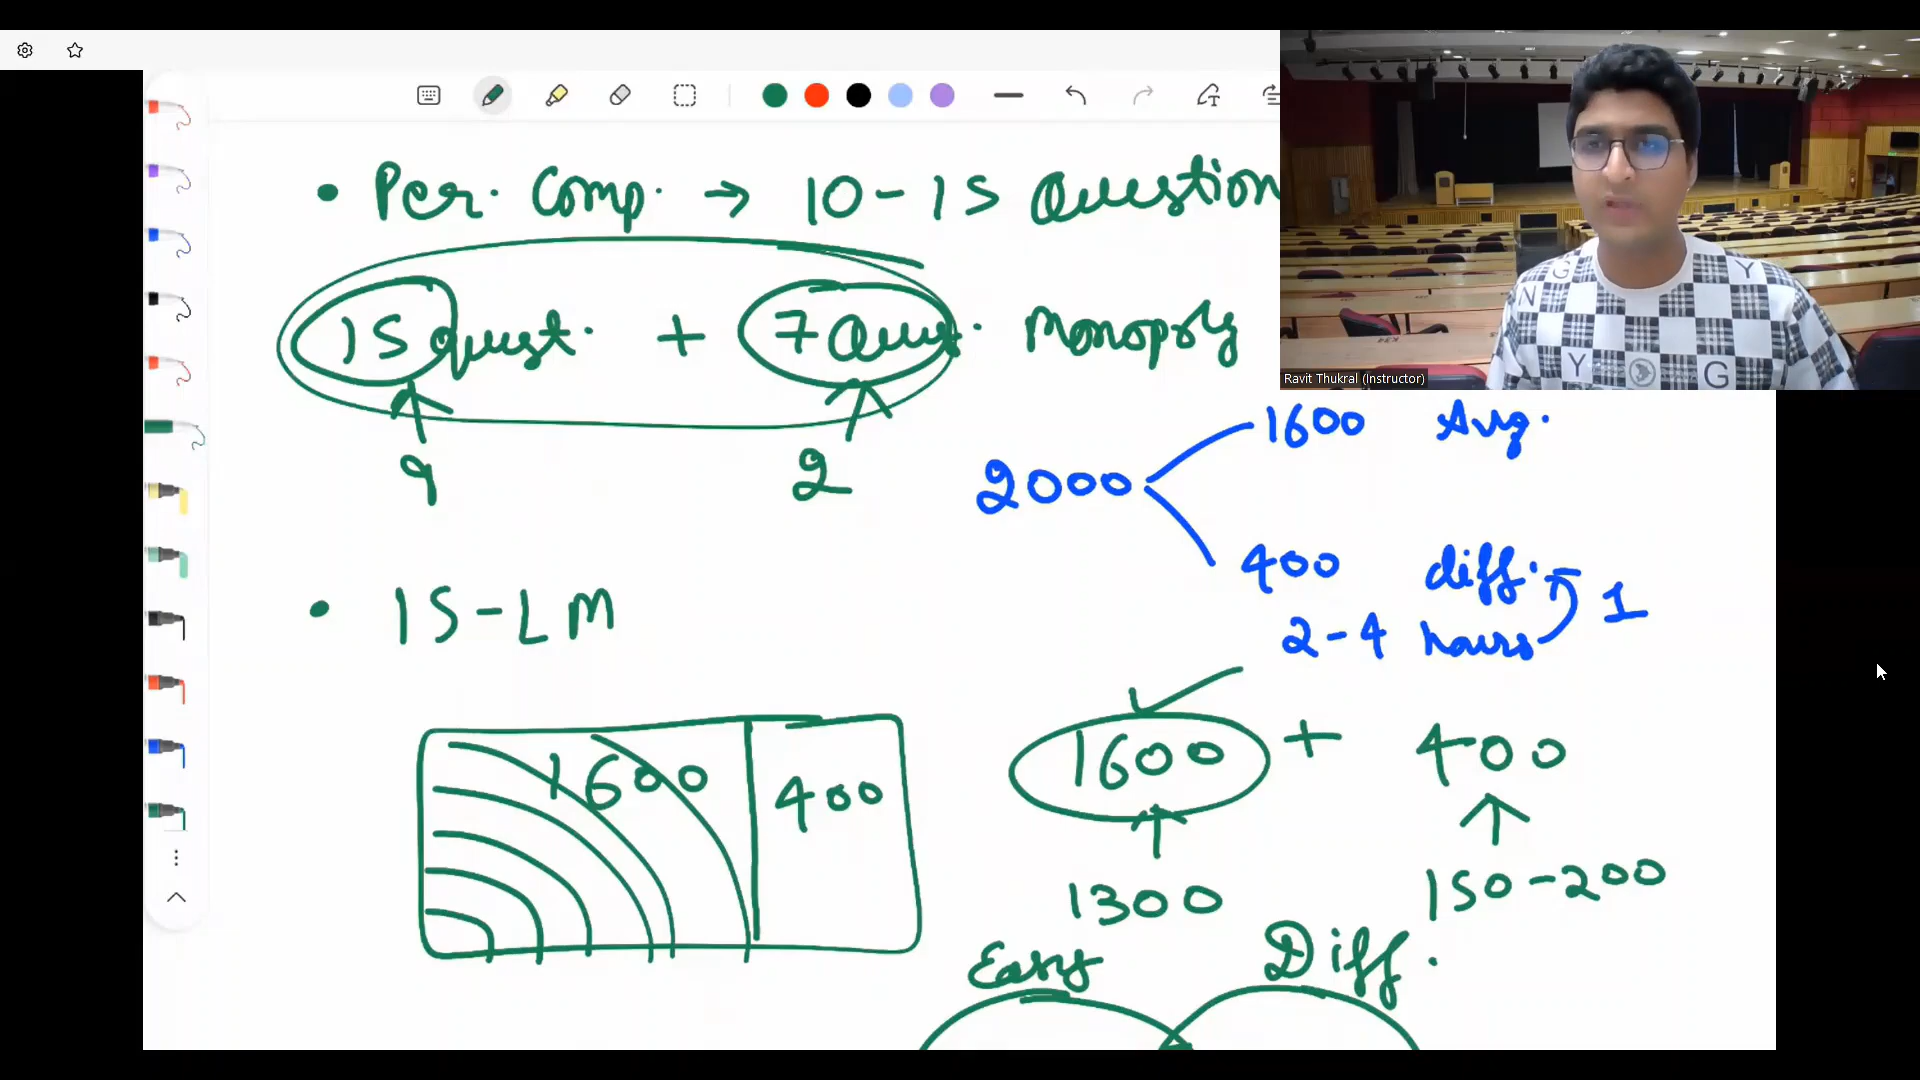 • Per. Comp. → 10-15 Question
15 quest. + 7 Ques. Monopoly
9 2
Ravit Thukral (Instructor)
2000
1600 Avg.
400 diff.
2-4 hours 1
• IS-LM
1600 400
1600 + 400
1300 150-200
Easy Diff.
N G Y
Y G